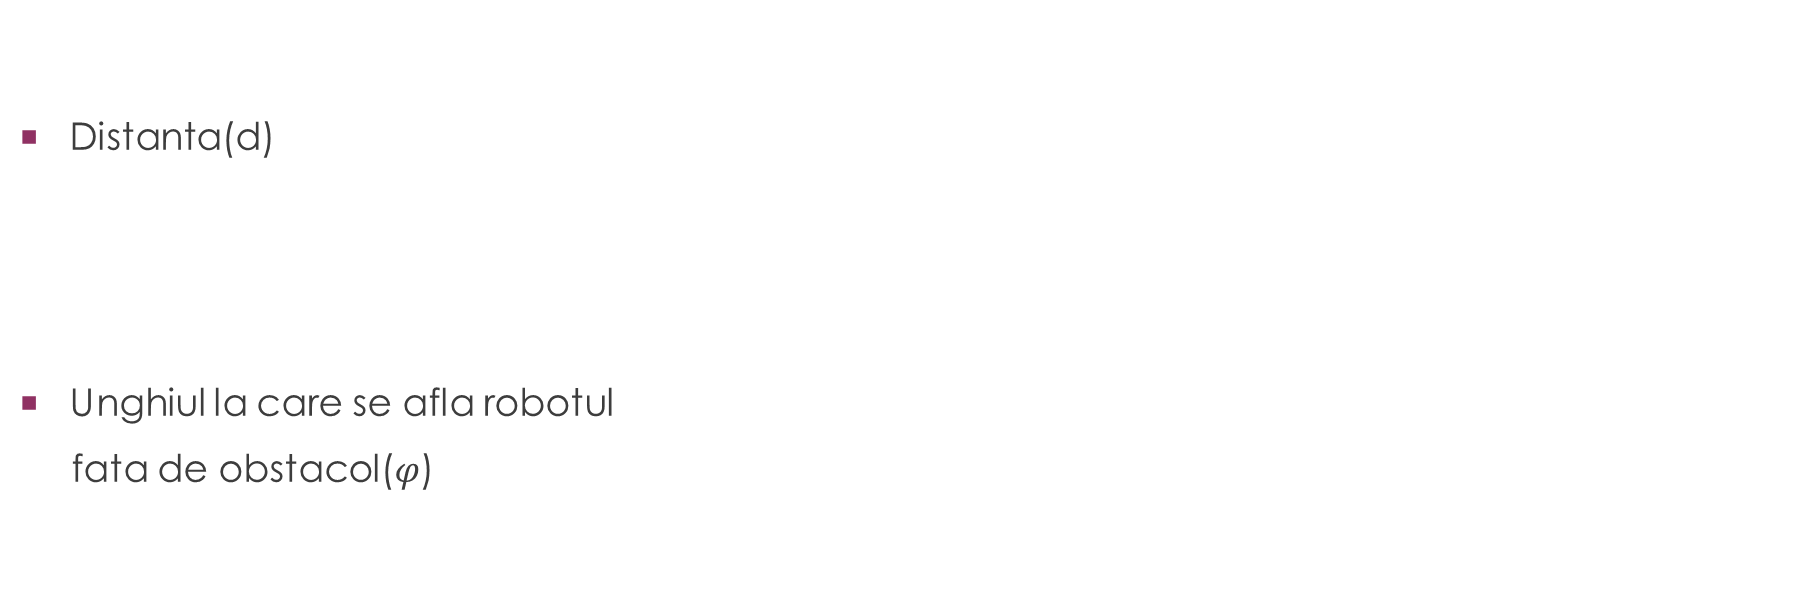 ▪ Distanta(d)
▪ Unghiul la care se afla robotul
fata de obstacol(𝜑)